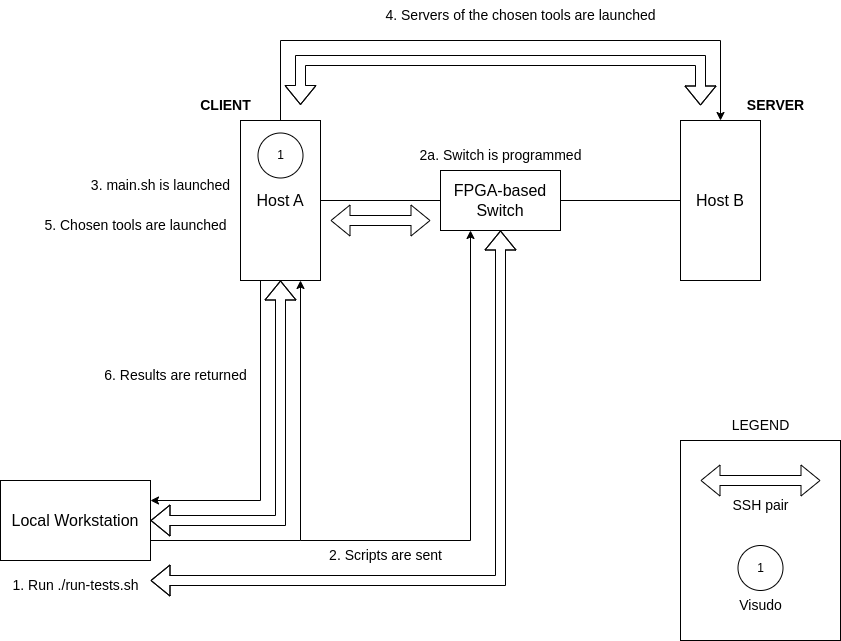 4. Servers of the chosen tools are launched
CLIENT
SERVER
1
2a. Switch is programmed
3. main.sh is launched
Host A
FPGA-based
Switch
Host B
5. Chosen tools are launched
6. Results are returned
LEGEND
SSH pair
Local Workstation
2. Scripts are sent
1
1. Run ./run-tests.sh
Visudo